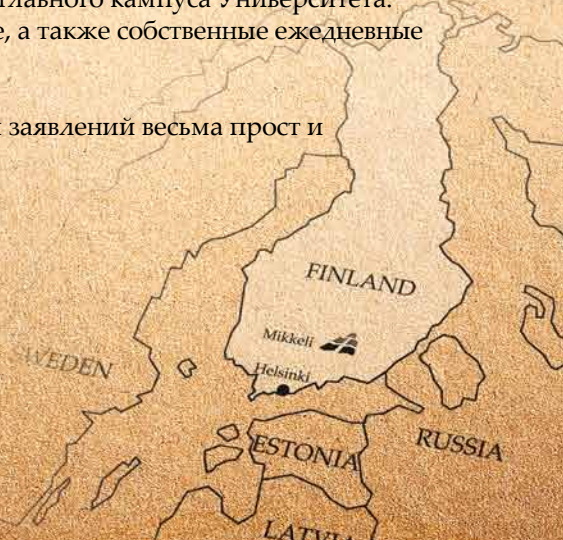 главного кампуса Университета.
, а также собственные ежедневные
заявлений весьма прост и
FINLAND
Mikkeli
SWEDEN
Helsinki
ESTONIA
RUSSIA
LATVIA